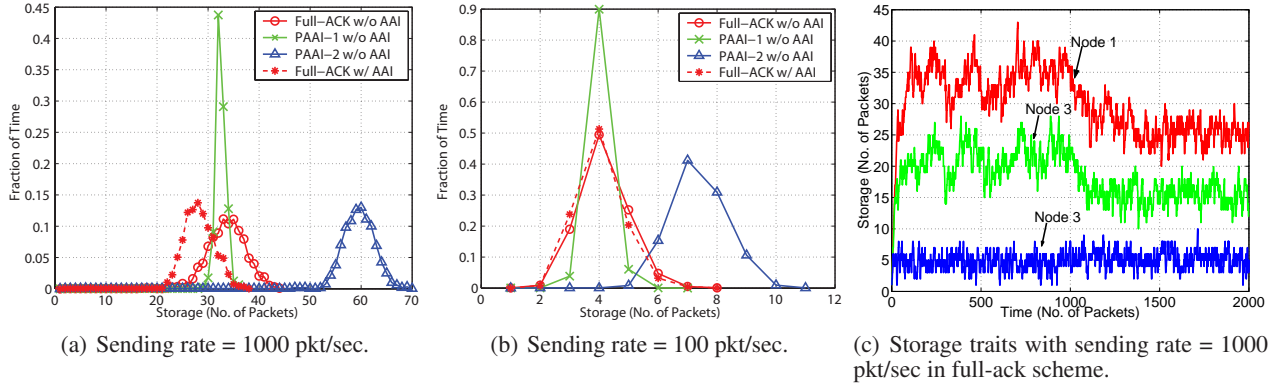 0.45
0.4
0.35
0.3
0.25
0.2
0.15
0.1
0.05
0
Fraction of Time
0 10 20 30 40 50 60 70
Storage (No. of Packets)
Full−ACK w/o AAI
PAAI−1 w/o AAI
PAAI−2 w/o AAI
Full−ACK w/ AAI
(a) Sending rate = 1000 pkt/sec.
0.9
0.8
0.7
0.6
0.5
0.4
0.3
0.2
0.1
0
Fraction of Time
0 2 4 6 8 10 12
Storage (No. of Packets)
Full−ACK w/o AAI
PAAI−1 w/o AAI
PAAI−2 w/o AAI
Full−ACK w/ AAI
(b) Sending rate = 100 pkt/sec.
45
40
35
30
25
20
15
10
5
0
Storage (No. of Packets)
Node 1
Node 3
Node 3
0 500 1000 1500 2000
Time (No. of Packets)
(c) Storage traits with sending rate = 1000
pkt/sec in full-ack scheme.